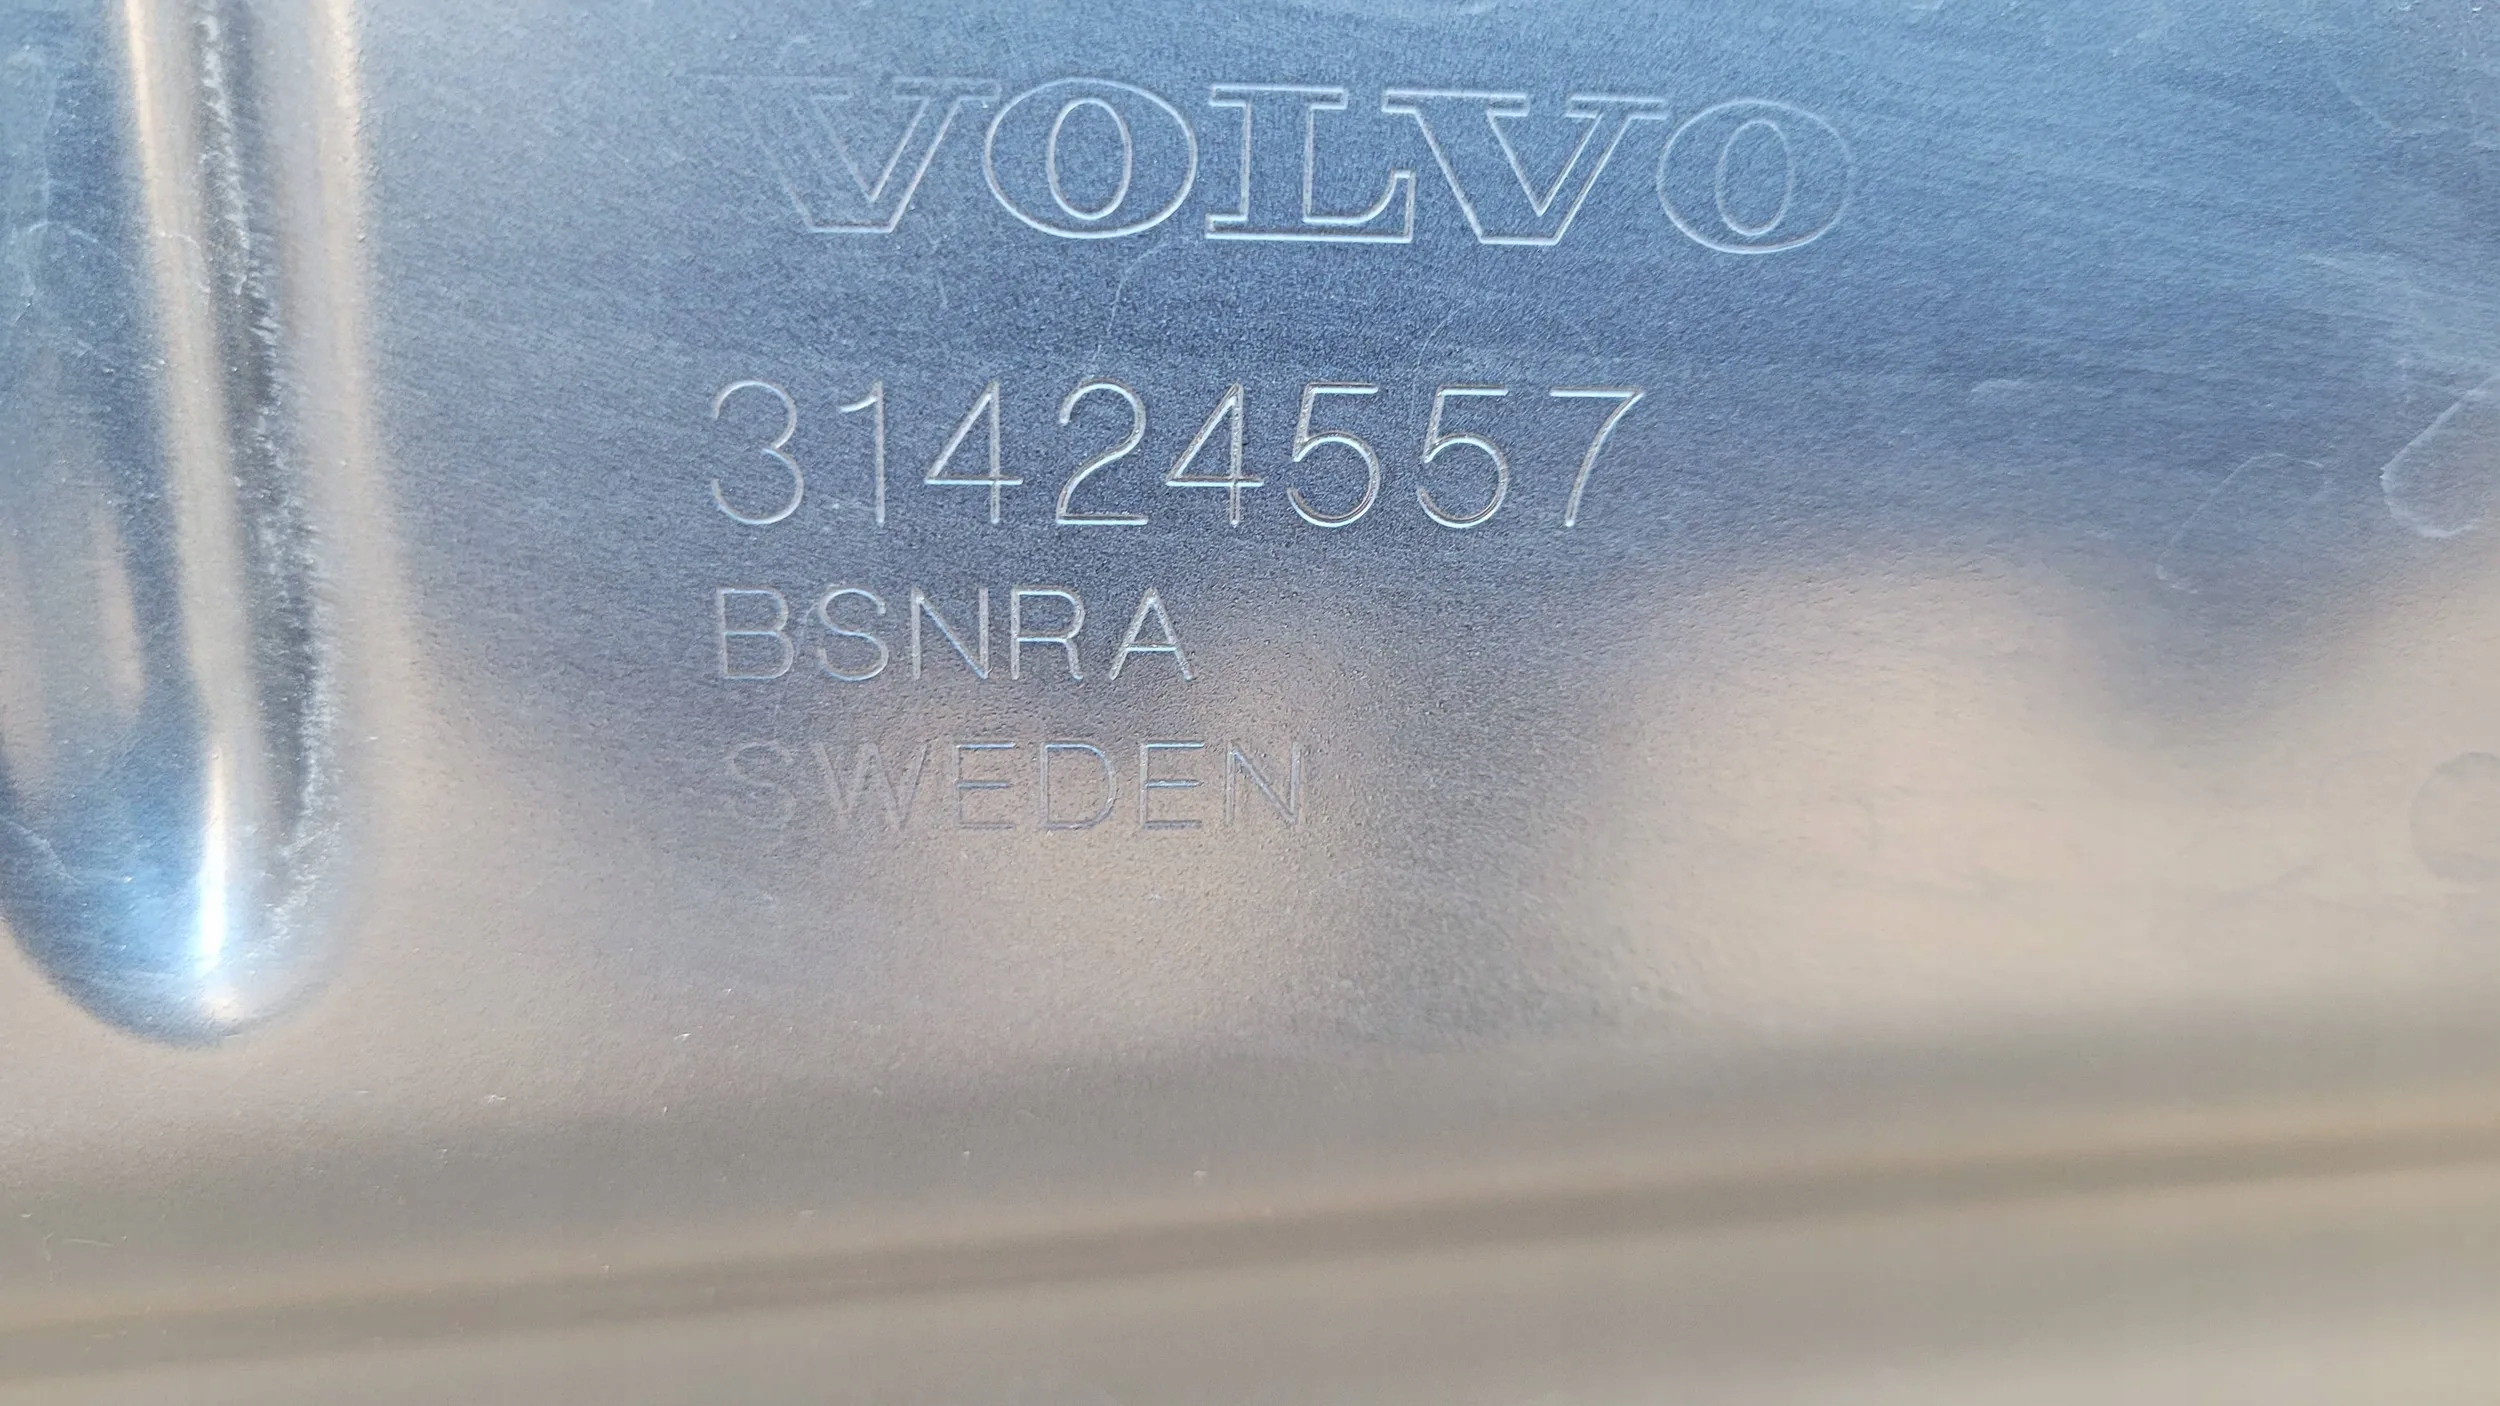 VOLVO
31424557
BSNRA
SWEDEN